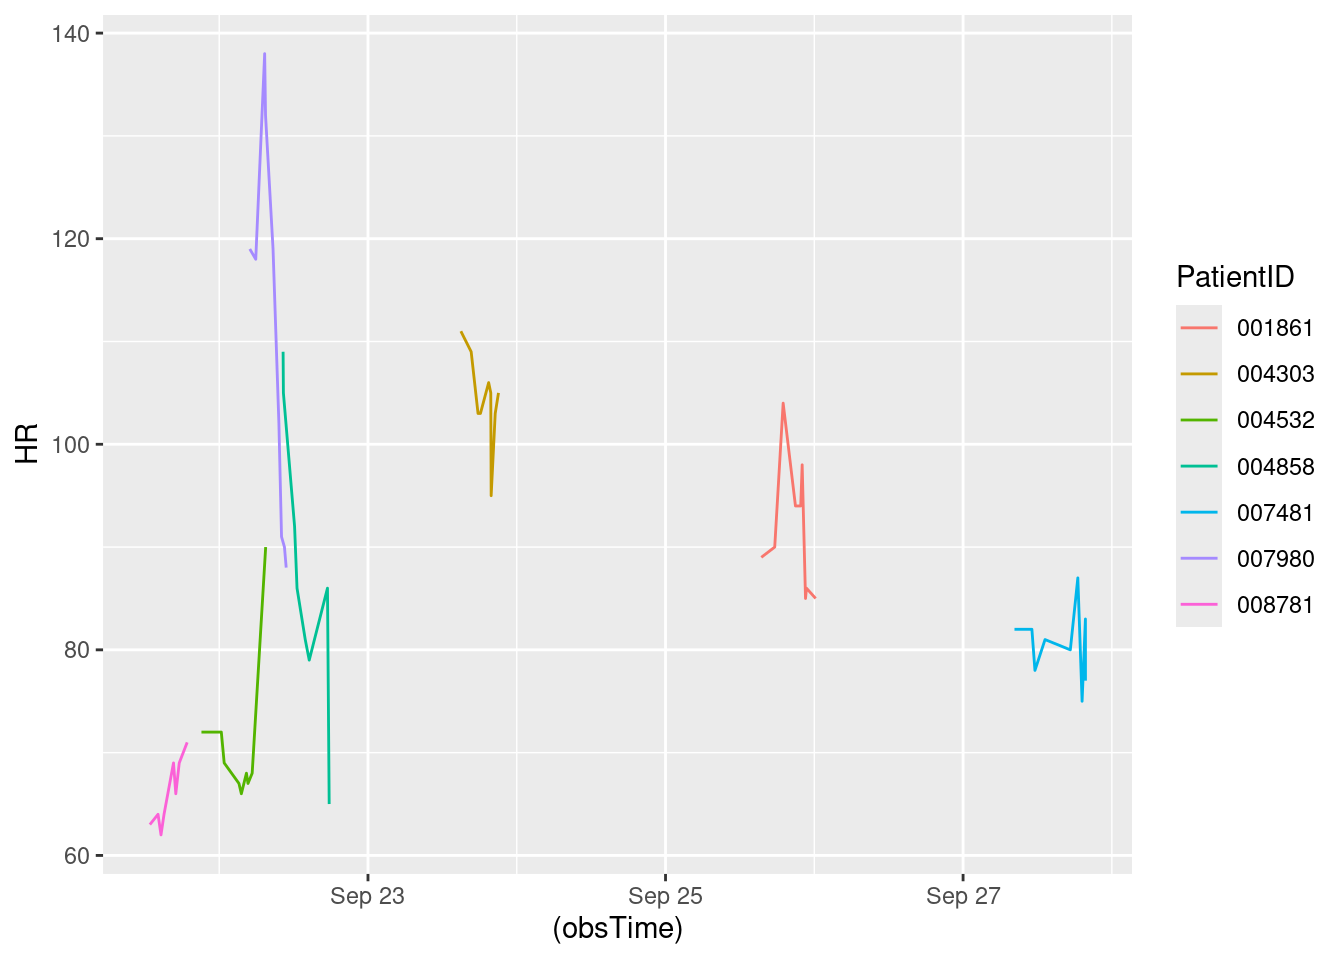 140
120
100
80
60
HR
Sep 23
Sep 25
Sep 27
(obsTime)
PatientID
001861
004303
004532
004858
007481
007980
008781